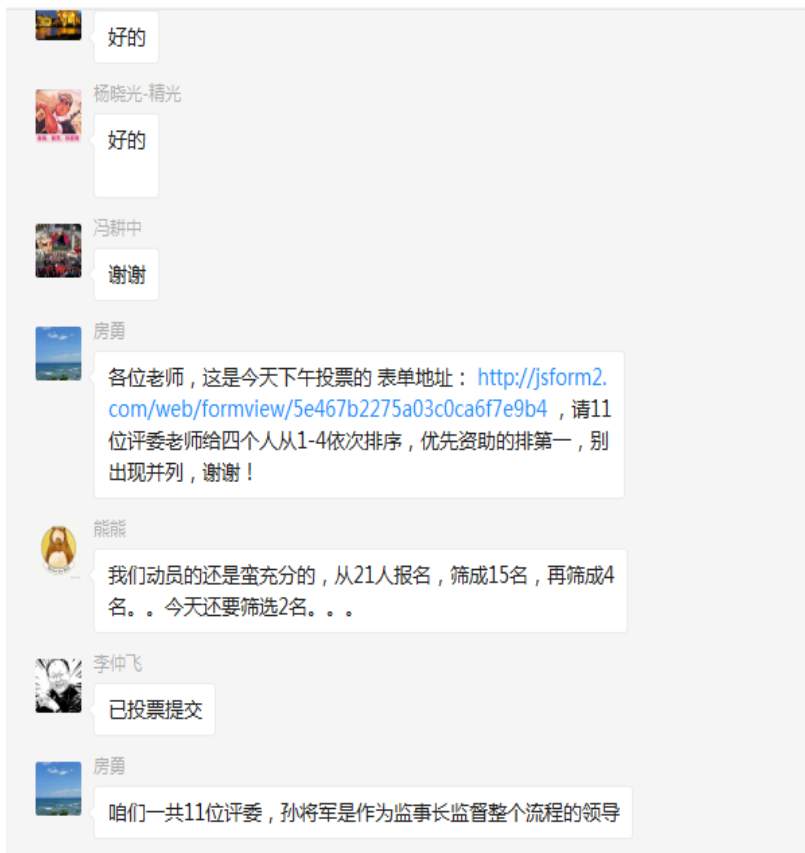 好的
杨晓光-精光
好的
冯耕中
谢谢
房勇
各位老师，这是今天下午投票的 表单地址： http://jsform2.
com/web/formview/5e467b2275a03c0ca6f7e9b4 ，请11
位评委老师给四个人从1-4依次排序，优先资助的排第一，别
出现并列，谢谢！
熊熊
我们动员的还是蛮充分的，从21人报名，筛成15名，再筛成4
名。。今天还要筛选2名。。。
李仲飞
已投票提交
房勇
咱们一共11位评委，孙将军是作为监事长监督整个流程的领导